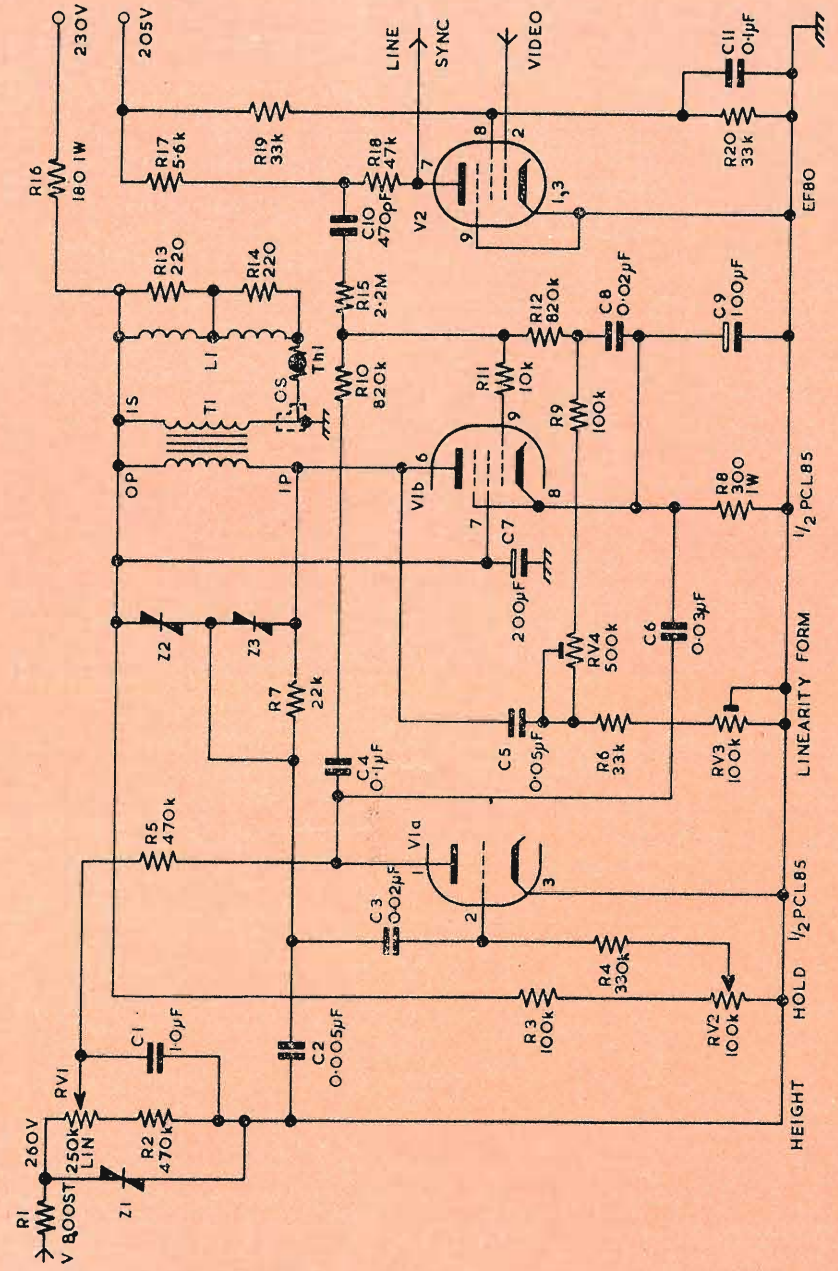 R1
V BOOST
260V
250k
LIN
RV1
Z1
R2
470k
C1
1.0µF
C2
0.005µF
R5
470k
R3
100k
R4
330k
RV2
100k
C3
0.02µF
V1a
1
2
3
C4
0.1µF
R7
22k
Z2
Z3
C5
0.05µF
R6
33k
RV3
100k
RV4
500k
C6
0.03µF
C7
200µF
OP
1P
T1
1S
OS
L1
Th1
R13
220
R14
220
R16
180 1W
230V
205V
V1b
6
7
8
9
R10
820k
R11
10k
R9
100k
R12
820k
R15
2.2M
C8
0.02µF
C9
100µF
R8
300
1W
C10
470pF
R17
5.6k
R18
47k
R19
33k
LINE
SYNC
VIDEO
V2
7
8
2
9
1,3
R20
33k
C11
0.1µF
HEIGHT
HOLD
1/2 PCL85
LINEARITY FORM
1/2 PCL85
EF80